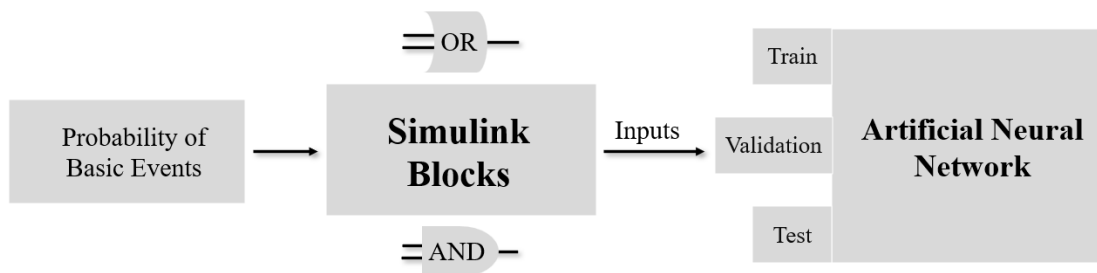 OR
Probability of
Basic Events
Simulink
Blocks
AND
Inputs
Train
Validation
Test
Artificial Neural
Network